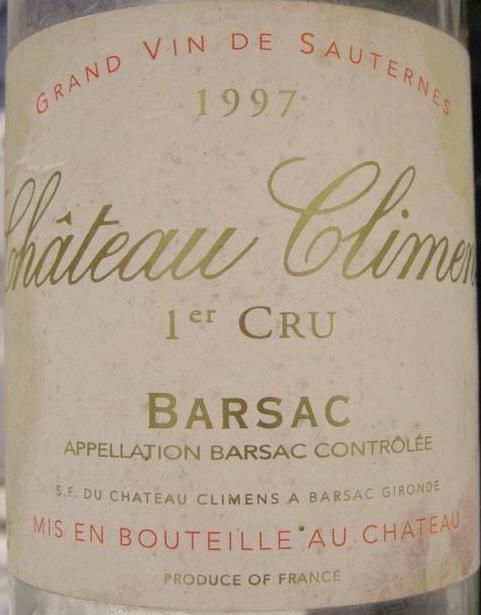 GRAND VIN DE SAUTERNES
1997
Château Climen
1er CRU
BARSAC
APPELLATION BARSAC CONTRÔLÉE
S.F. DU CHATEAU CLIMENS A BARSAC GIRONDE
MIS EN BOUTEILLE AU CHATEAU
PRODUCE OF FRANCE